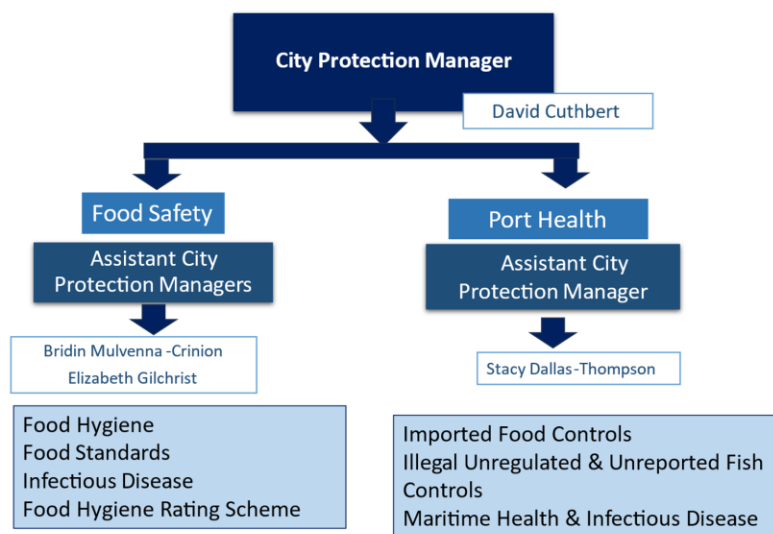 City Protection Manager
David Cuthbert
Food Safety
Assistant City
Protection Managers
Bridin Mulvenna -Crinion
Elizabeth Gilchrist
Food Hygiene
Food Standards
Infectious Disease
Food Hygiene Rating Scheme
Port Health
Assistant City
Protection Manager
Stacy Dallas-Thompson
Imported Food Controls
Illegal Unregulated & Unreported Fish
Controls
Maritime Health & Infectious Disease